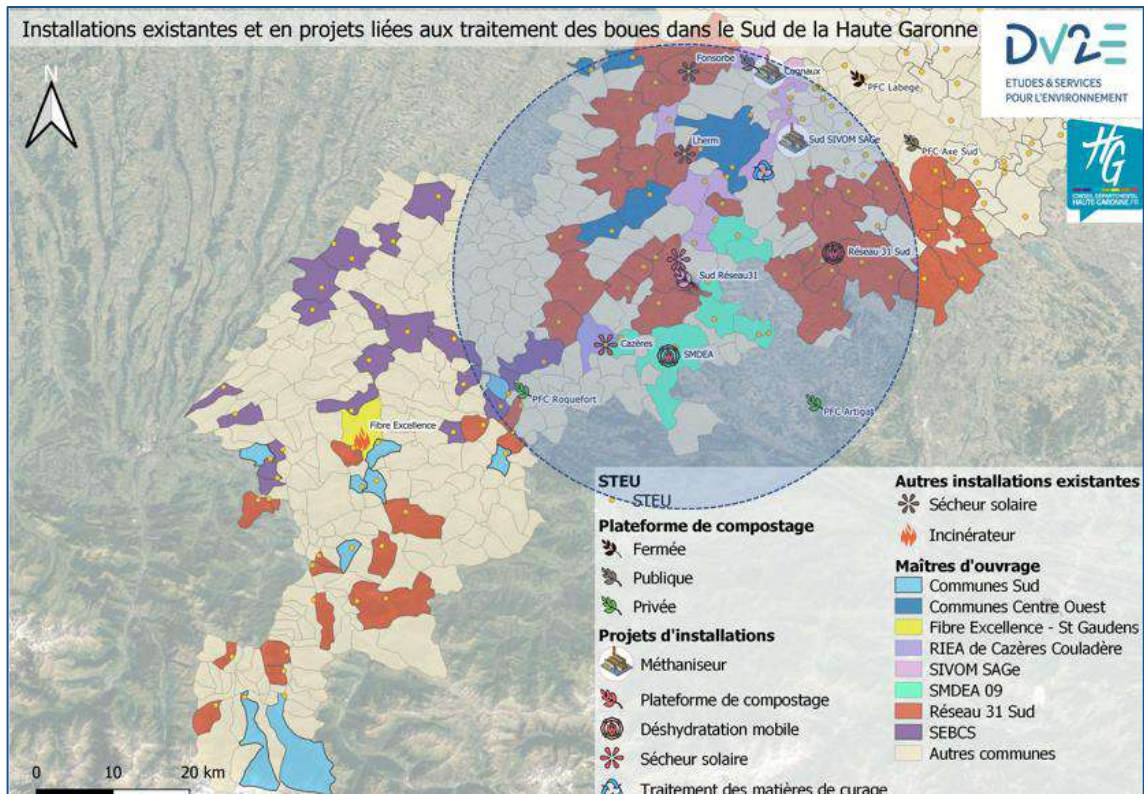 Installations existantes et en projets liées aux traitement des boues dans le Sud de la Haute Garonne
DV2E
ETUDES & SERVICES
POUR L'ENVIRONNEMENT
HG
CONSEIL DÉPARTEMENTAL
HAUTE-GARONNE.FR
N
Fonsorbe
Cugnaux
PFC Labege
Lherm
Sud SIVOM SAGe
PFC Axe Sud
Réseau 31 Sud
Sud Réseau31
Cazères
SMDEA
PFC Roquefort
PFC Artigat
Fibre Excellence
STEU
STEU
Plateforme de compostage
Fermée
Publique
Privée
Projets d'installations
Méthaniseur
Plateforme de compostage
Déshydratation mobile
Sécheur solaire
Traitement des matières de curage
Autres installations existantes
Sécheur solaire
Incinérateur
Maîtres d'ouvrage
Communes Sud
Communes Centre Ouest
Fibre Excellence - St Gaudens
RIEA de Cazères Couladère
SIVOM SAGe
SMDEA 09
Réseau 31 Sud
SEBCS
Autres communes
0 10 20 km